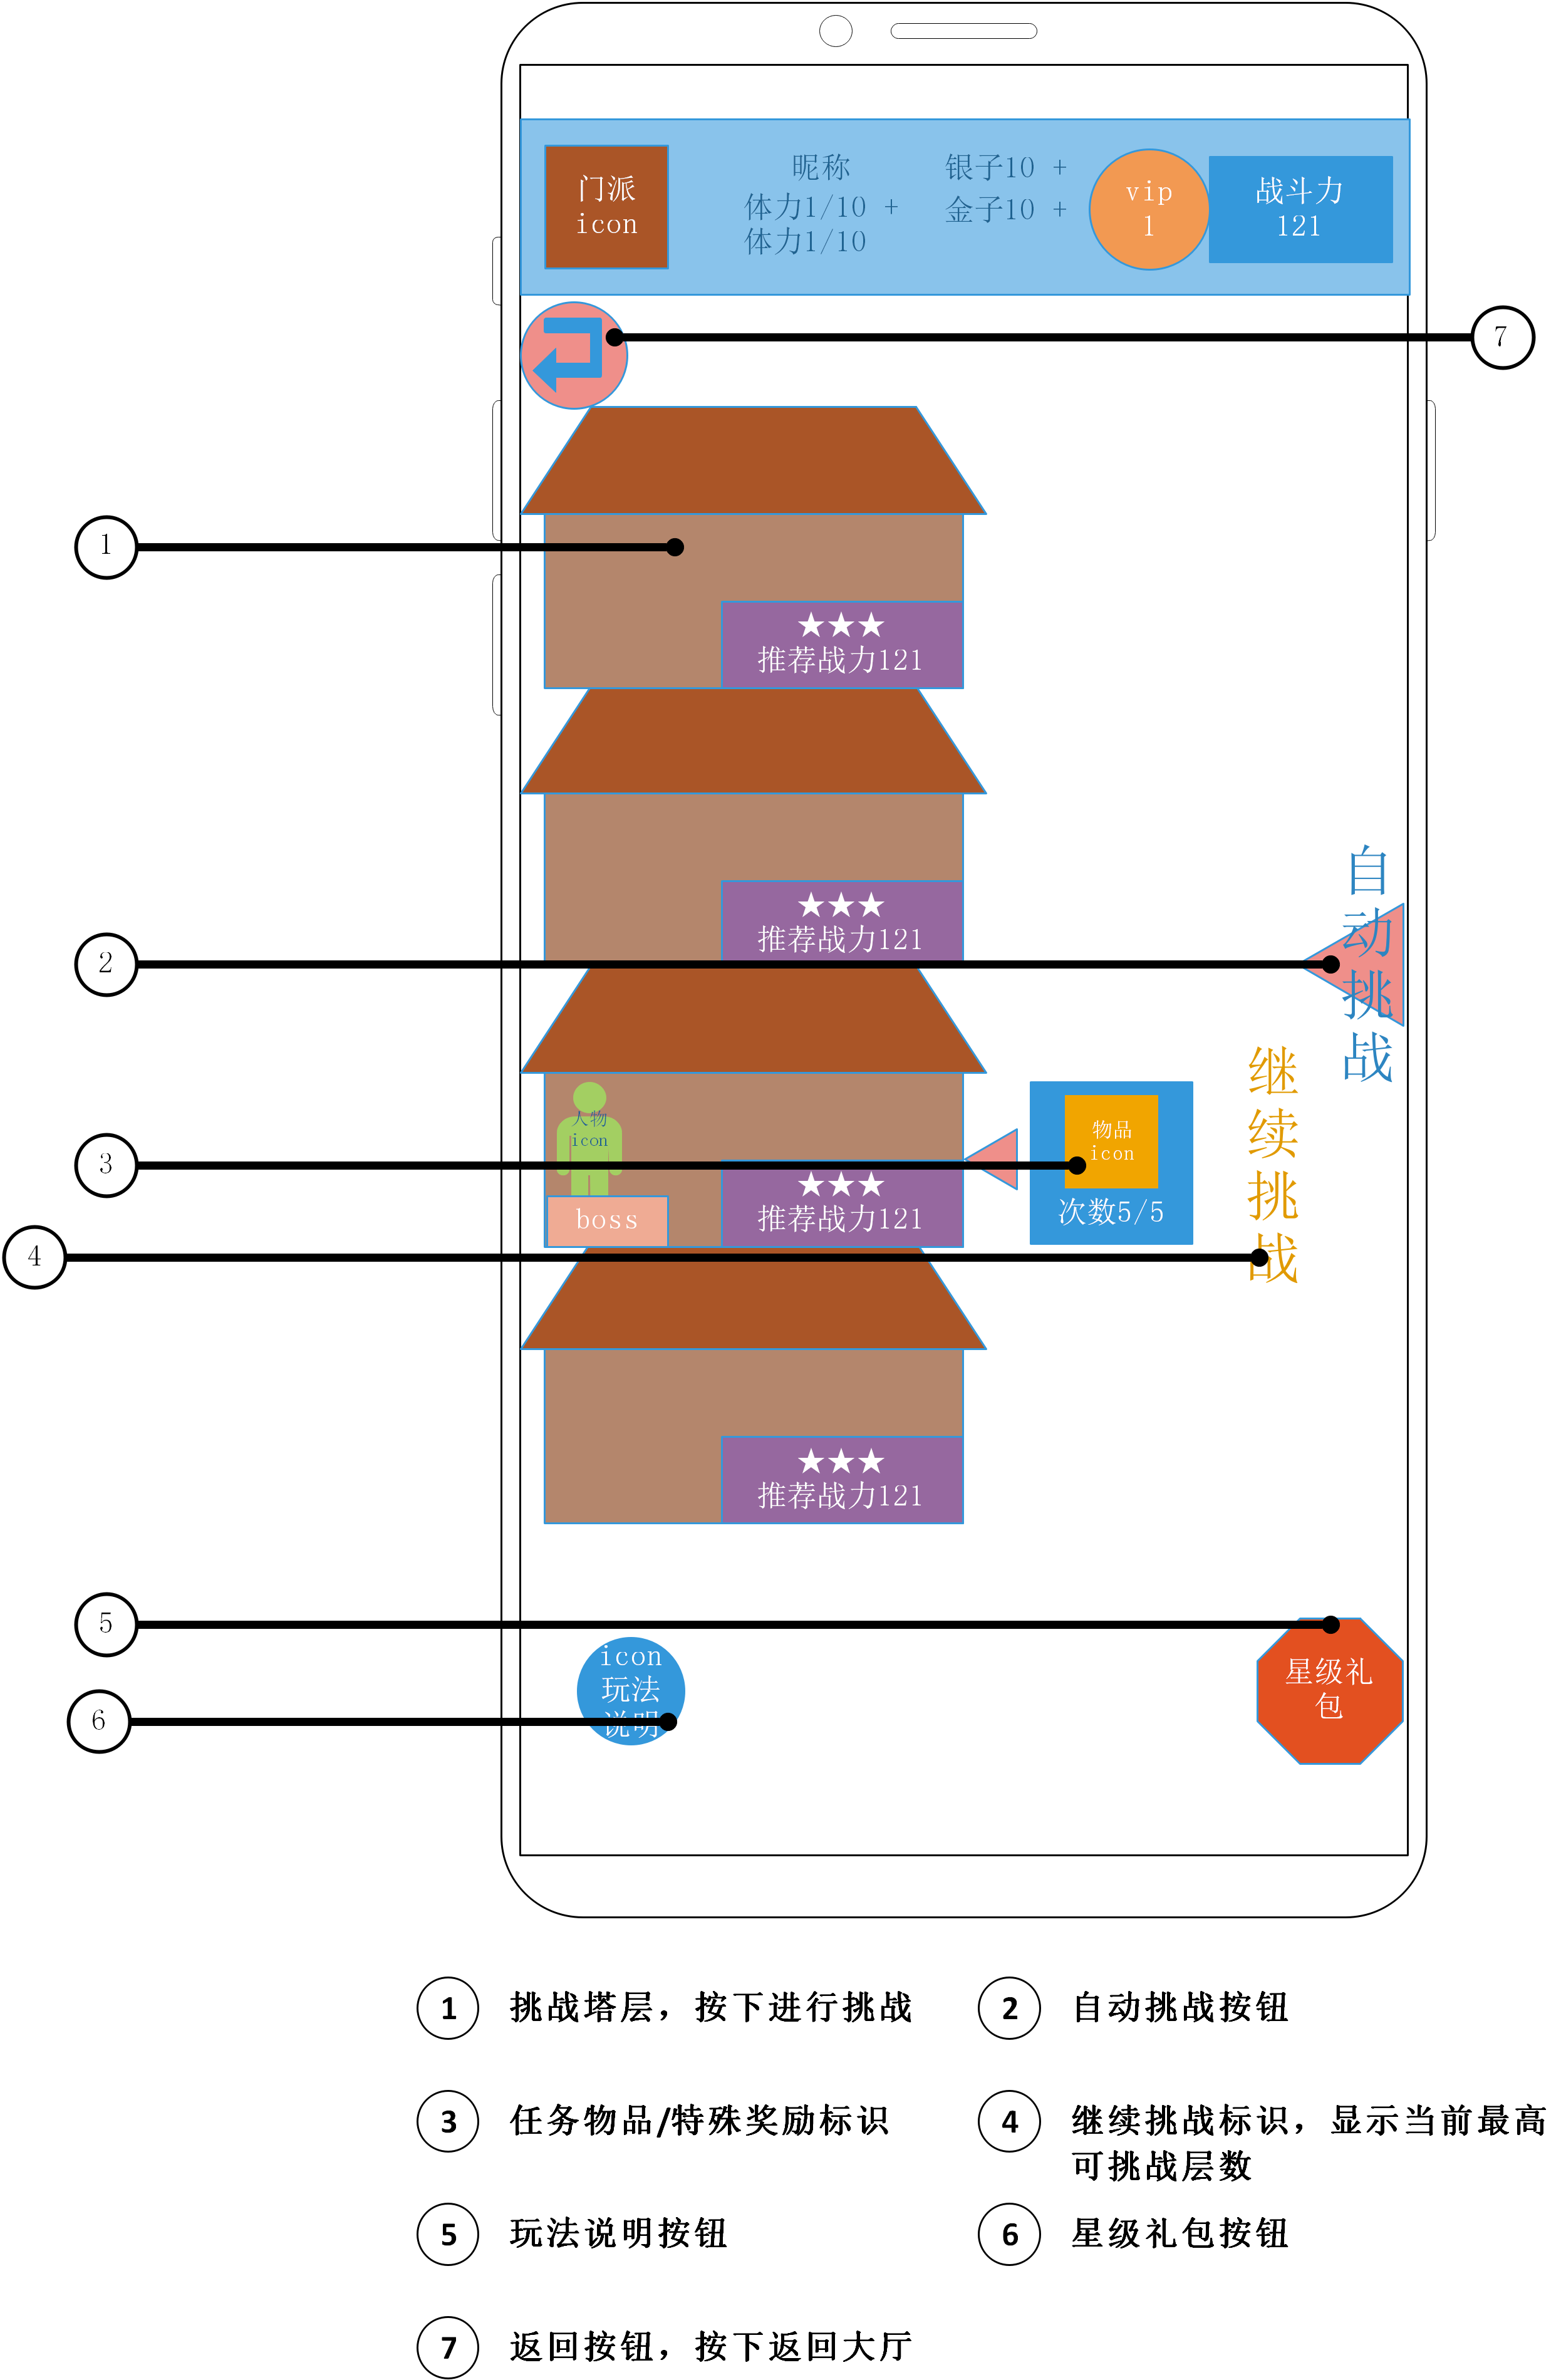 昵称
银子10 +
门派
icon
体力1/10 +
金子10 +
体力1/10
vip
1
战斗力
121
7
1
★★★
推荐战力121
★★★
推荐战力121
2
自动挑战
人物
icon
boss
★★★
推荐战力121
物品
icon
次数5/5
继续挑战
3
4
★★★
推荐战力121
5
icon
玩法
说明
星级礼
包
6
1 挑战塔层，按下进行挑战
2 自动挑战按钮
3 任务物品/特殊奖励标识
4 继续挑战标识，显示当前最高
可挑战层数
5 玩法说明按钮
6 星级礼包按钮
7 返回按钮，按下返回大厅